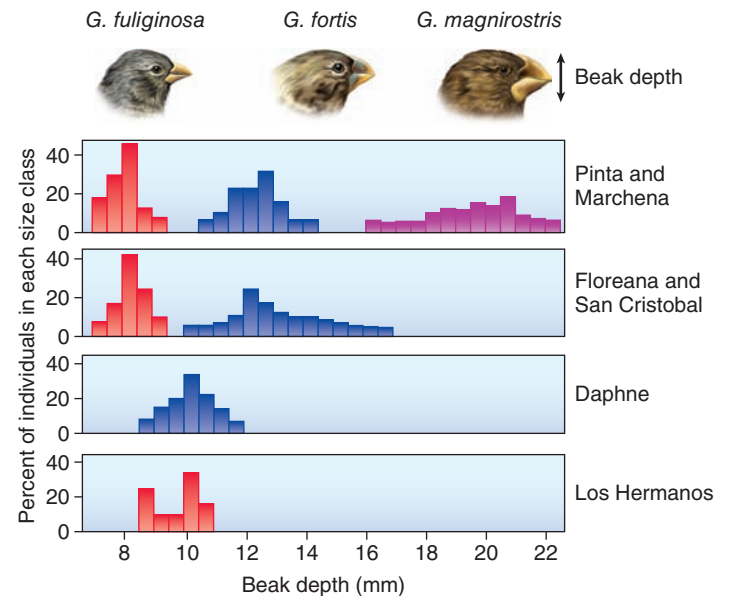 G. fuliginosa
G. fortis
G. magnirostris
Beak depth
Percent of individuals in each size class
40
20
0
Pinta and
Marchena
40
20
0
Floreana and
San Cristobal
40
20
0
Daphne
40
20
0
Los Hermanos
8 10 12 14 16 18 20 22
Beak depth (mm)